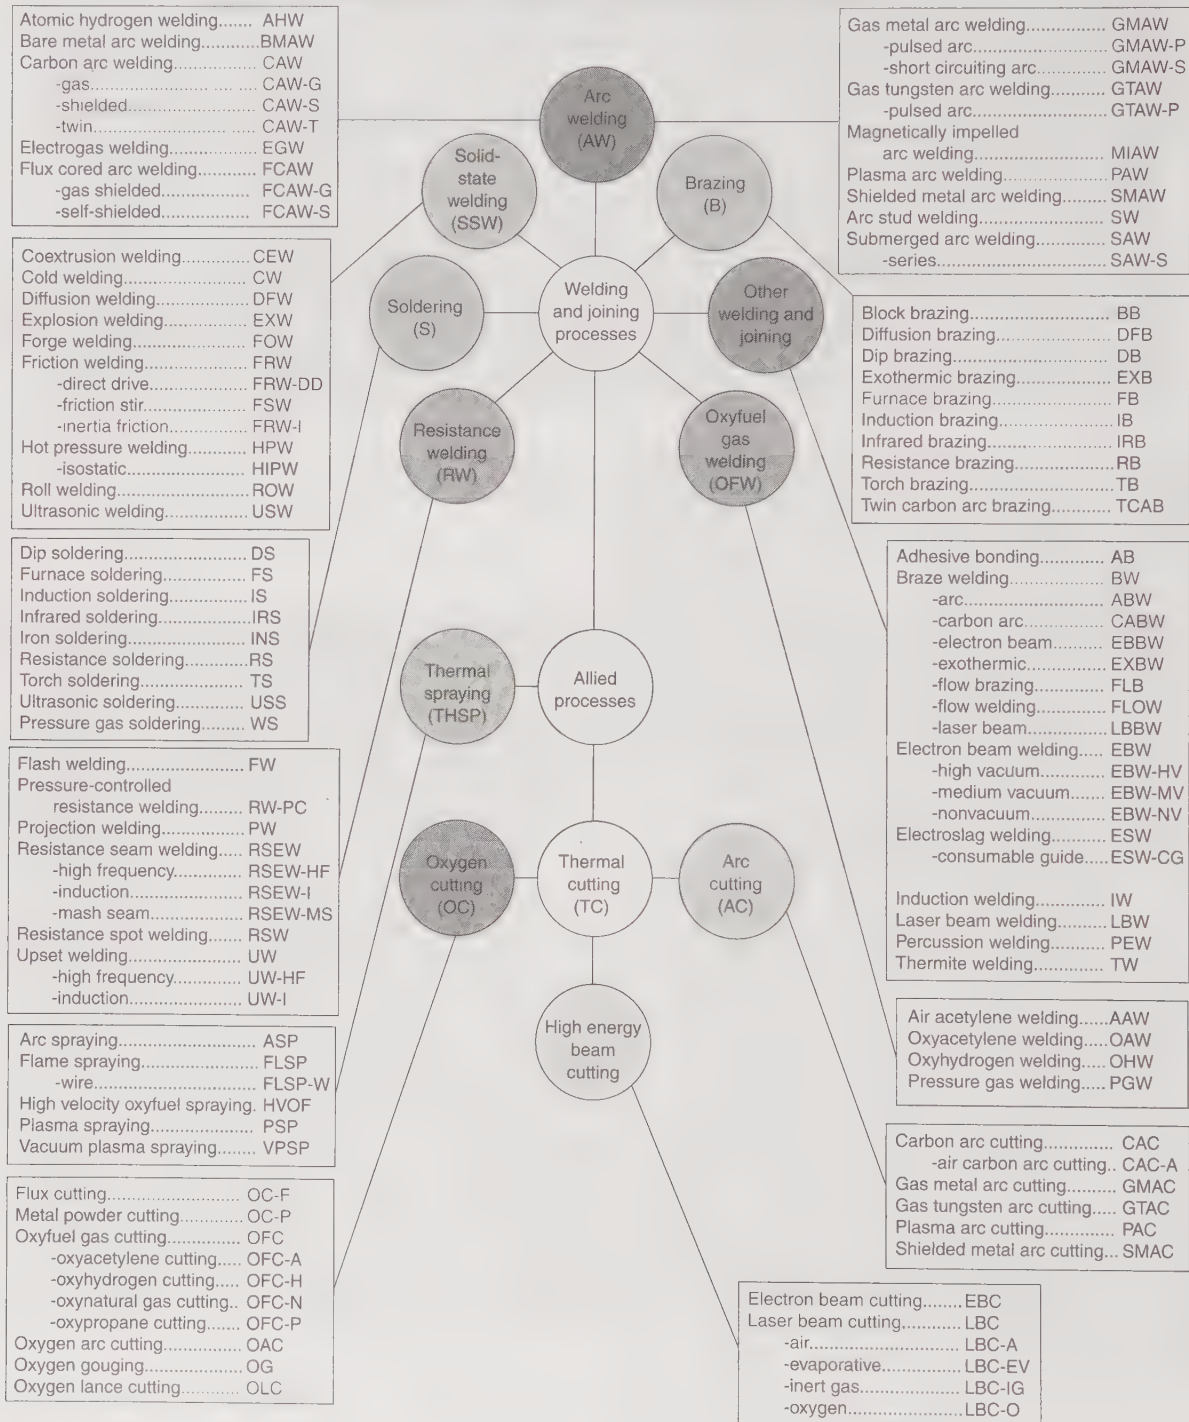 Atomic hydrogen welding....... AHW
Bare metal arc welding............BMAW
Carbon arc welding................. CAW
-gas........................... CAW-G
-shielded................... CAW-S
-twin.......................... CAW-T
Electrogas welding................. EGW
Flux cored arc welding............ FCAW
-gas shielded............ FCAW-G
-self-shielded............ FCAW-S
Coextrusion welding............... CEW
Cold welding............................ CW
Diffusion welding..................... DFW
Explosion welding................... EXW
Forge welding......................... FOW
Friction welding....................... FRW
-direct drive............... FRW-DD
-friction stir................ FSW
-inertia friction........... FRW-I
Hot pressure welding.............. HPW
-isostatic.................... HIPW
Roll welding............................ ROW
Ultrasonic welding.................. USW
Dip soldering...................... DS
Furnace soldering............... FS
Induction soldering.............. IS
Infrared soldering................IRS
Iron soldering..................... INS
Resistance soldering...........RS
Torch soldering................... TS
Ultrasonic soldering............ USS
Pressure gas soldering........ WS
Flash welding........................ FW
Pressure-controlled
resistance welding........ RW-PC
Projection welding................. PW
Resistance seam welding...... RSEW
-high frequency............. RSEW-HF
-induction..................... RSEW-I
-mash seam................. RSEW-MS
Resistance spot welding........ RSW
Upset welding........................ UW
-high frequency............. UW-HF
-induction..................... UW-I
Arc spraying............................ ASP
Flame spraying....................... FLSP
-wire............................ FLSP-W
High velocity oxyfuel spraying. HVOF
Plasma spraying..................... PSP
Vacuum plasma spraying........ VPSP
Flux cutting........................... OC-F
Metal powder cutting............. OC-P
Oxyfuel gas cutting................ OFC
-oxyacetylene cutting..... OFC-A
-oxyhydrogen cutting..... OFC-H
-oxynatural gas cutting.. OFC-N
-oxypropane cutting....... OFC-P
Oxygen arc cutting................. OAC
Oxygen gouging.................... OG
Oxygen lance cutting............. OLC
Arc
welding
(AW)
Solid-
state
welding
(SSW)
Brazing
(B)
Soldering
(S)
Welding
and joining
processes
Other
welding and
joining
Resistance
welding
(RW)
Oxyfuel
gas
welding
(OFW)
Thermal
spraying
(THSP)
Allied
processes
Oxygen
cutting
(OC)
Thermal
cutting
(TC)
Arc
cutting
(AC)
High energy
beam
cutting
Gas metal arc welding............... GMAW
-pulsed arc................... GMAW-P
-short circuiting arc........ GMAW-S
Gas tungsten arc welding.......... GTAW
-pulsed arc................... GTAW-P
Magnetically impelled
arc welding................... MIAW
Plasma arc welding.................... PAW
Shielded metal arc welding........ SMAW
Arc stud welding........................ SW
Submerged arc welding............. SAW
-series.......................... SAW-S
Block brazing........................... BB
Diffusion brazing...................... DFB
Dip brazing.............................. DB
Exothermic brazing.................. EXB
Furnace brazing...................... FB
Induction brazing..................... IB
Infrared brazing....................... IRB
Resistance brazing.................. RB
Torch brazing...........................TB
Twin carbon arc brazing........... TCAB
Adhesive bonding............. AB
Braze welding................... BW
-arc.......................... ABW
-carbon arc.............. CABW
-electron beam........ EBBW
-exothermic............. EXBW
-flow brazing............ FLB
-flow welding........... FLOW
-laser beam............. LBBW
Electron beam welding..... EBW
-high vacuum.......... EBW-HV
-medium vacuum.... EBW-MV
-nonvacuum............ EBW-NV
Electroslag welding.......... ESW
-consumable guide....ESW-CG
Induction welding.............. IW
Laser beam welding......... LBW
Percussion welding........... PEW
Thermite welding............... TW
Air acetylene welding....AAW
Oxyacetylene welding.....OAW
Oxyhydrogen welding.... OHW
Pressure gas welding.....PGW
Carbon arc cutting............. CAC
-air carbon arc cutting.. CAC-A
Gas metal arc cutting.......... GMAC
Gas tungsten arc cutting..... GTAC
Plasma arc cutting.............. PAC
Shielded metal arc cutting... SMAC
Electron beam cutting........EBC
Laser beam cutting............ LBC
-air.......................... LBC-A
-evaporative............ LBC-EV
-inert gas................ LBC-IG
-oxygen.................. LBC-O